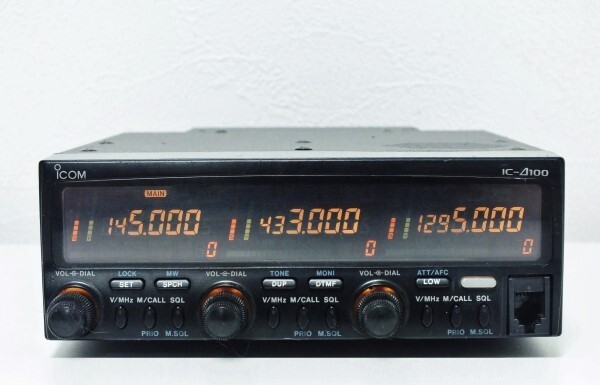 iCOM IC-Δ100
MAIN
145.000 433.000 1295.000
0 0 0
VOL-⊙-DIAL LOCK MW VOL-⊙-DIAL TONE MONI VOL-⊙-DIAL ATT/AFC
SET SPCH DUP DTMF LOW
V/MHz M/CALL SQL V/MHz M/CALL SQL V/MHz M/CALL SQL
PRIO M.SQL PRIO M.SQL PRIO M.SQL